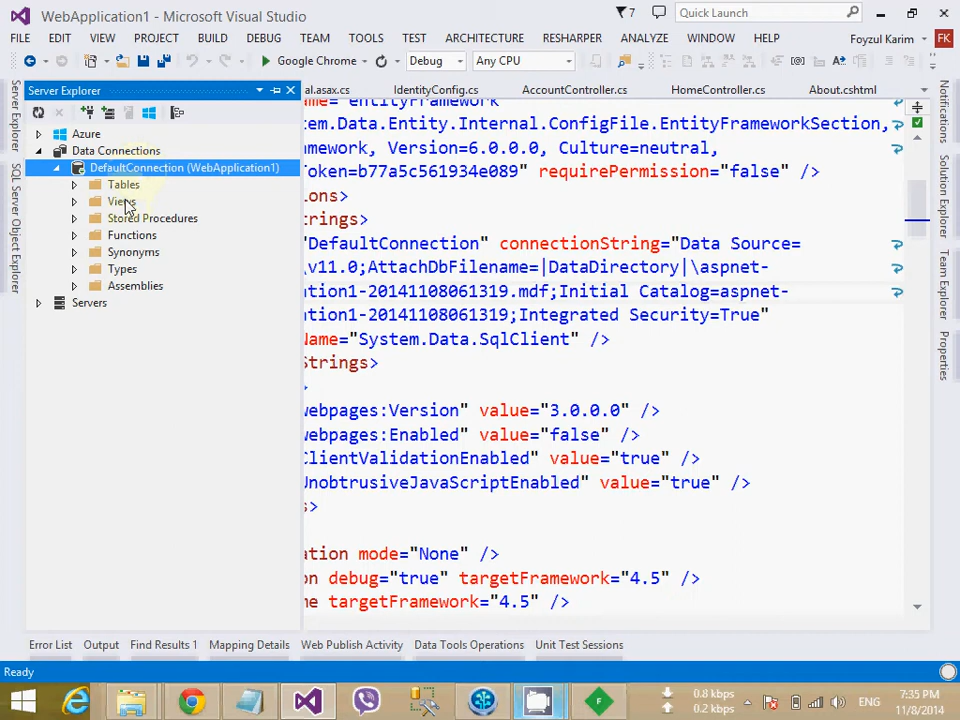 WebApplication1 - Microsoft Visual Studio
7
Quick Launch
FILE EDIT VIEW PROJECT BUILD DEBUG TEAM TOOLS TEST ARCHITECTURE RESHARPER ANALYZE WINDOW HELP Foyzul Karim FK
Google Chrome Debug Any CPU
Server Explorer
al.asax.cs IdentityConfig.cs AccountController.cs HomeController.cs About.cshtml
Server Explorer
SQL Server Object Explorer
Azure
Data Connections
DefaultConnection (WebApplication1)
Tables
Views
Stored Procedures
Functions
Synonyms
Types
Assemblies
Servers
name="entityFramework"
tem.Data.Entity.Internal.ConfigFile.EntityFrameworkSection,
ramework, Version=6.0.0.0, Culture=neutral,
Token=b77a5c561934e089" requirePermission="false" />
ions>
trings>
"DefaultConnection" connectionString="Data Source=
\v11.0;AttachDbFilename=|DataDirectory|\aspnet-
ation1-20141108061319.mdf;Initial Catalog=aspnet-
ation1-20141108061319;Integrated Security=True"
Name="System.Data.SqlClient" />
Strings>
>
webpages:Version" value="3.0.0.0" />
webpages:Enabled" value="false" />
ClientValidationEnabled" value="true" />
UnobtrusiveJavaScriptEnabled" value="true" />
s>
ation mode="None" />
on debug="true" targetFramework="4.5" />
me targetFramework="4.5" />
Notifications
Solution Explorer
Team Explorer
Properties
Error List Output Find Results 1 Mapping Details Web Publish Activity Data Tools Operations Unit Test Sessions
Ready
0.8 kbps
0.2 kbps
ENG
7:35 PM
11/8/2014